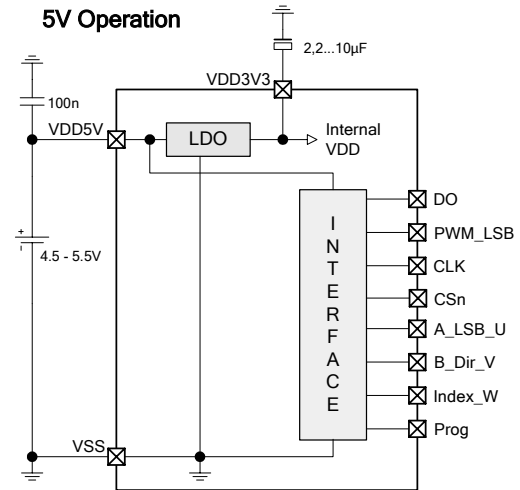 5V Operation
2,2...10µF
VDD3V3
100n
VDD5V
LDO
Internal
VDD
+
-
4.5 - 5.5V
INTERFACE
DO
PWM_LSB
CLK
CSn
A_LSB_U
B_Dir_V
Index_W
Prog
VSS